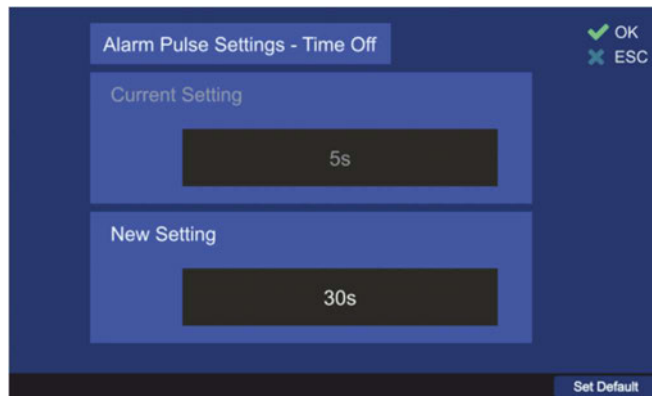 Alarm Pulse Settings - Time Off
OK
ESC
Current Setting
5s
New Setting
30s
Set Default